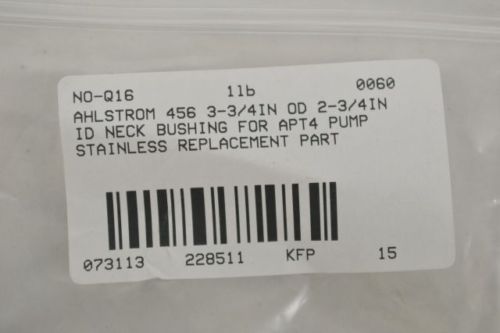 NO-Q16 1lb 0060
AHLSTROM 456 3-3/4IN OD 2-3/4IN
ID NECK BUSHING FOR APT4 PUMP
STAINLESS REPLACEMENT PART
073113 228511 KFP 15